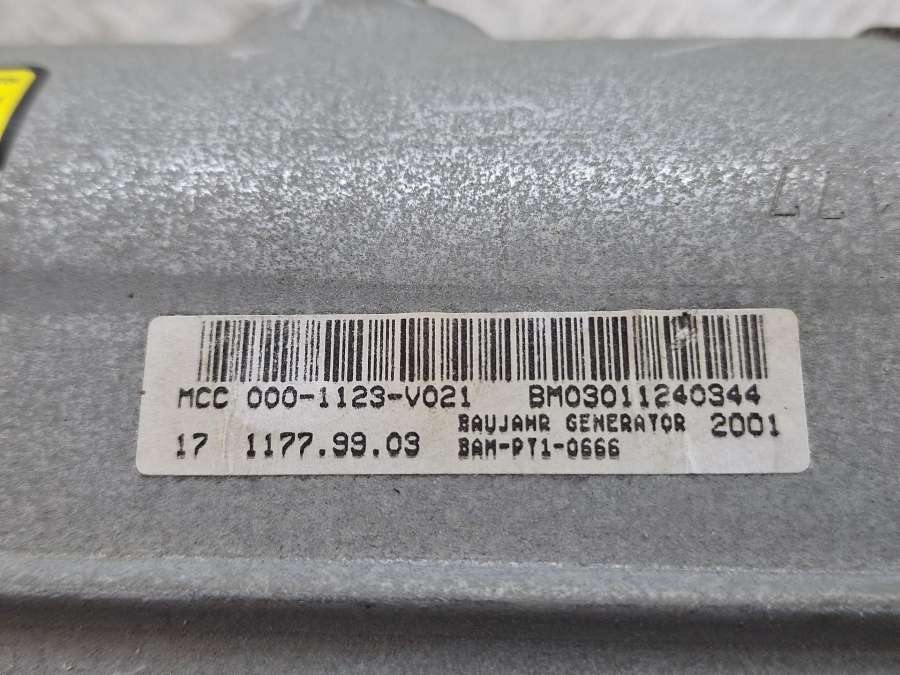 MCC 000-1123-V021 BM03011240344
BAUJAHR GENERATOR 2001
17 1177.99.03 BAM-PT1-0666